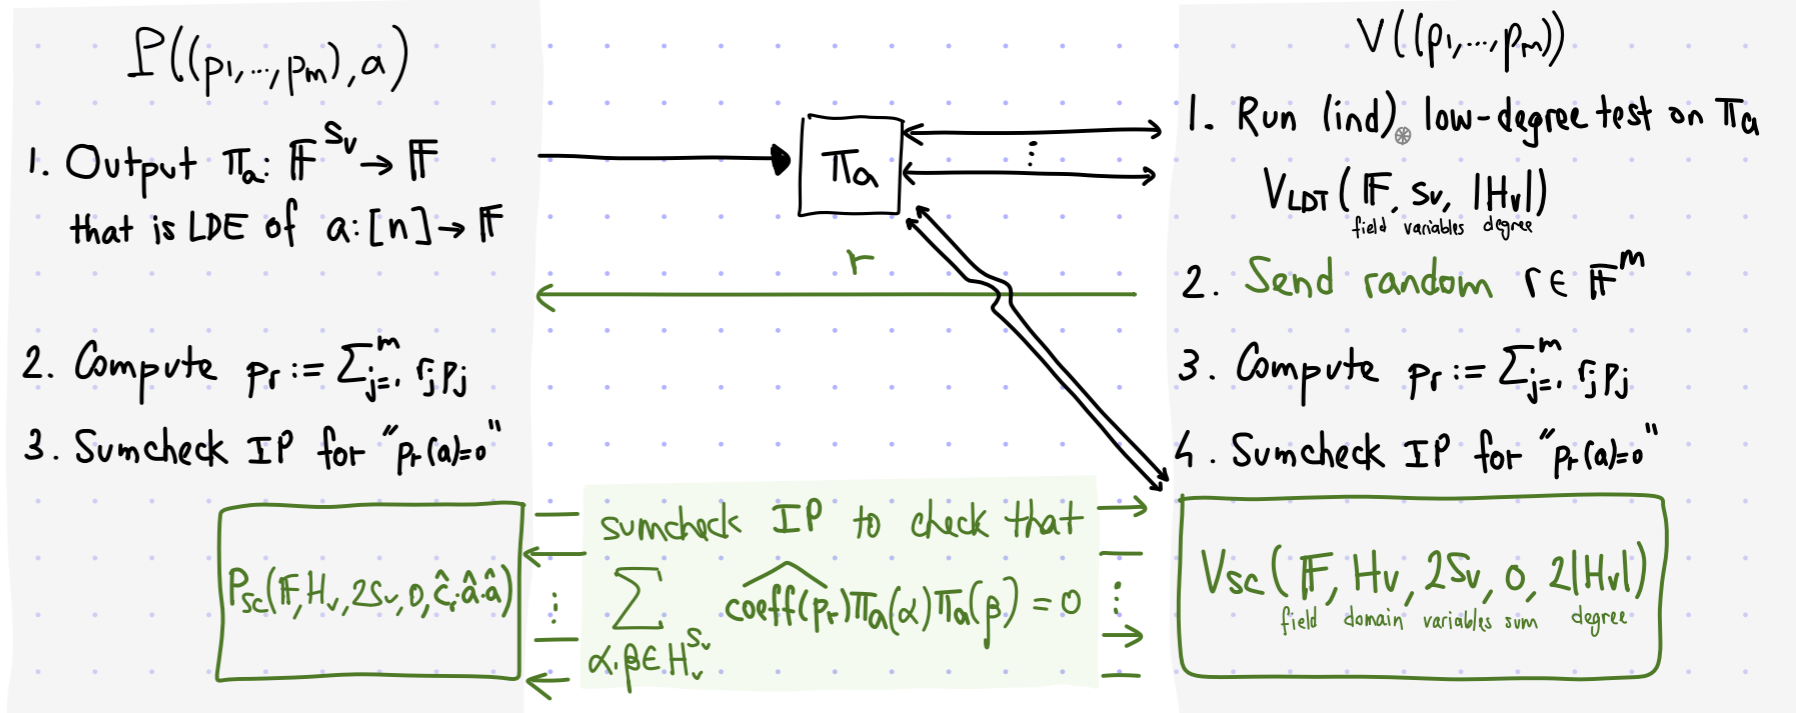 P((p1,...,pm),a)
1. Output πa: 𝔽^sv → 𝔽
that is LDE of a:[n]→𝔽
2. Compute pr := ∑_{j=1}^m rj pj
3. Sumcheck IP for "pr(a)=0"
Psc(𝔽,Hv,2sv,0,ĉr·â·â)
πa
⋮
r
sumcheck IP to check that
∑_{α,β∈Hv^sv} \widehat{coeff(pr)} πa(α)πa(β) = 0
⋮
⋮
V((p1,...,pm))
1. Run (ind)⊛ low-degree test on πa
VLDT(𝔽, sv, |Hv|)
field variables degree
2. Send random r∈𝔽^m
3. Compute pr := ∑_{j=1}^m rj pj
4. Sumcheck IP for "pr(a)=0"
Vsc(𝔽, Hv, 2sv, 0, 2|Hv|)
field domain variables sum degree